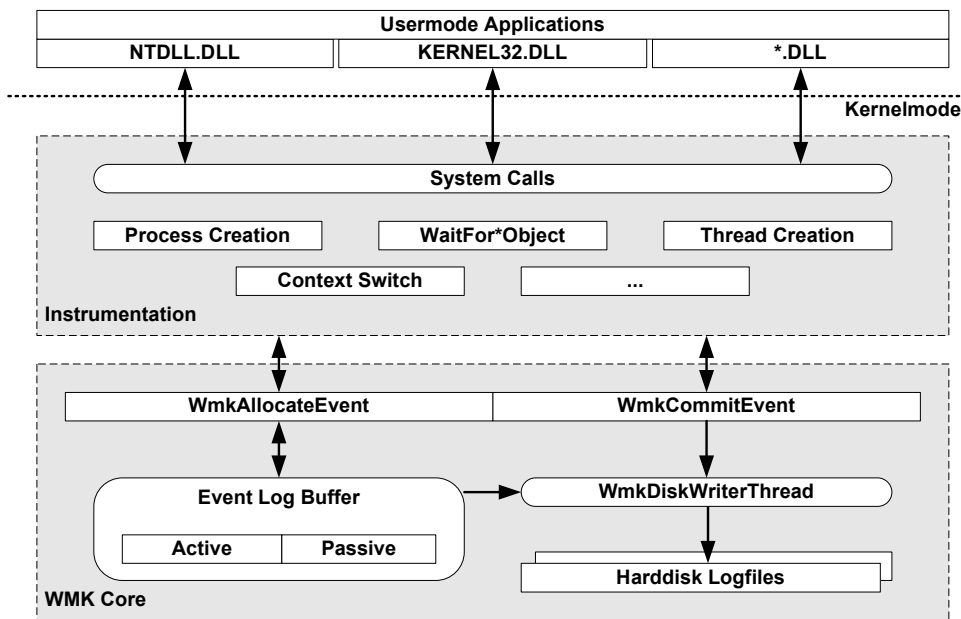 Usermode Applications
NTDLL.DLL KERNEL32.DLL *.DLL
Kernelmode
System Calls
Process Creation WaitFor*Object Thread Creation
Context Switch ...
Instrumentation
WmkAllocateEvent WmkCommitEvent
Event Log Buffer WmkDiskWriterThread
Active Passive
Harddisk Logfiles
WMK Core